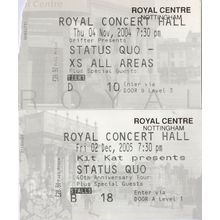 ROYAL CENTRE
NOTTINGHAM
ROYAL CONCERT HALL
Thu 04 Nov, 2004 7:30 pm
Drifter Presents
STATUS QUO -
XS ALL AREAS
Plus Special Guests
TIER1
D 10 Enter via
DOOR B Level 3
ROYAL CENTRE
NOTTINGHAM
ROYAL CONCERT HALL
Fri 02 Dec, 2005 7:30 pm
Kit Kat presents
STATUS QUO
40th Anniversary Tour
Plus Special Guests
STALLS
B 18 Enter via
DOOR A Level 1